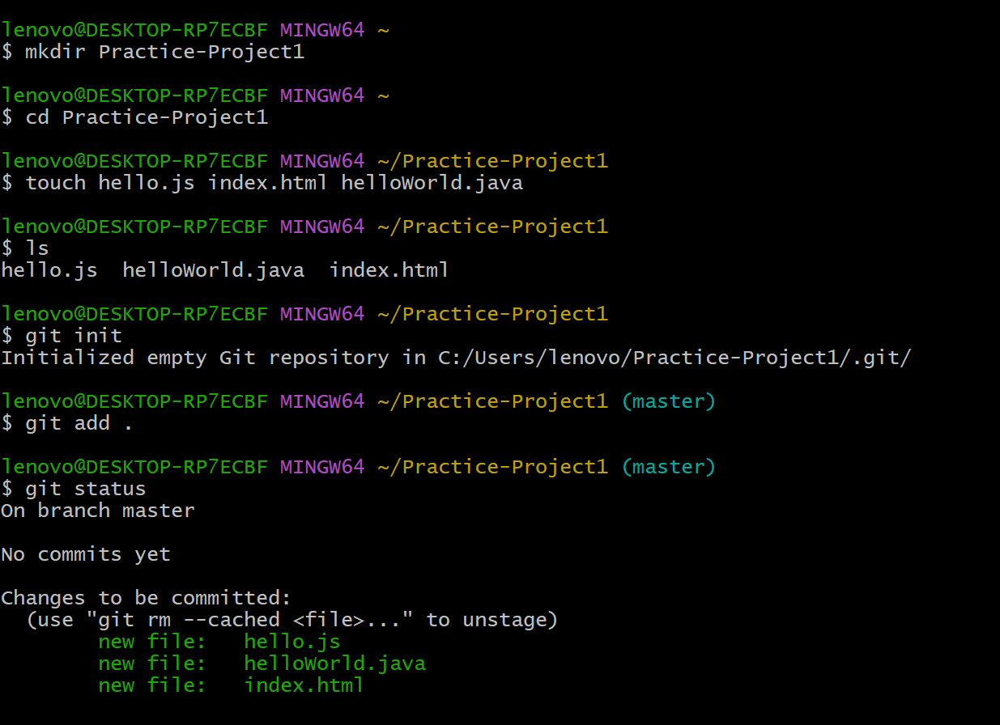 lenovo@DESKTOP-RP7ECBF MINGW64 ~
$ mkdir Practice-Project1
lenovo@DESKTOP-RP7ECBF MINGW64 ~
$ cd Practice-Project1
lenovo@DESKTOP-RP7ECBF MINGW64 ~/Practice-Project1
$ touch hello.js index.html helloWorld.java
lenovo@DESKTOP-RP7ECBF MINGW64 ~/Practice-Project1
$ ls
hello.js  helloWorld.java  index.html
lenovo@DESKTOP-RP7ECBF MINGW64 ~/Practice-Project1
$ git init
Initialized empty Git repository in C:/Users/lenovo/Practice-Project1/.git/
lenovo@DESKTOP-RP7ECBF MINGW64 ~/Practice-Project1 (master)
$ git add .
lenovo@DESKTOP-RP7ECBF MINGW64 ~/Practice-Project1 (master)
$ git status
On branch master
No commits yet
Changes to be committed:
  (use "git rm --cached <file>..." to unstage)
        new file:   hello.js
        new file:   helloWorld.java
        new file:   index.html